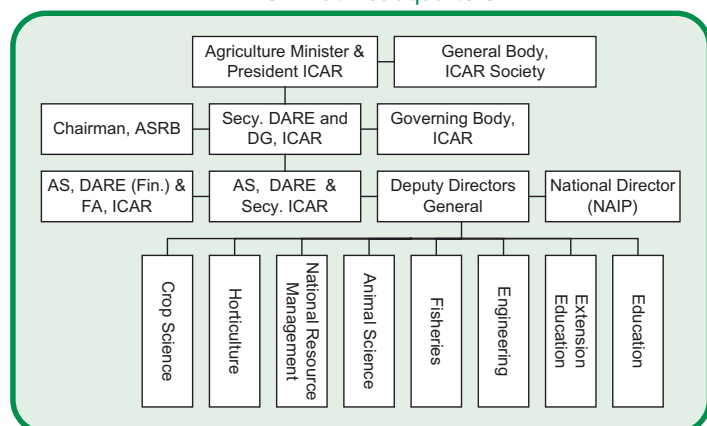 Agriculture Minister &
President ICAR
General Body,
ICAR Society
Chairman, ASRB
Secy. DARE and
DG, ICAR
Governing Body,
ICAR
AS, DARE (Fin.) &
FA, ICAR
AS, DARE &
Secy. ICAR
Deputy Directors
General
National Director
(NAIP)
Crop Science
Horticulture
National Resource
Management
Animal Science
Fisheries
Engineering
Extension
Education
Education